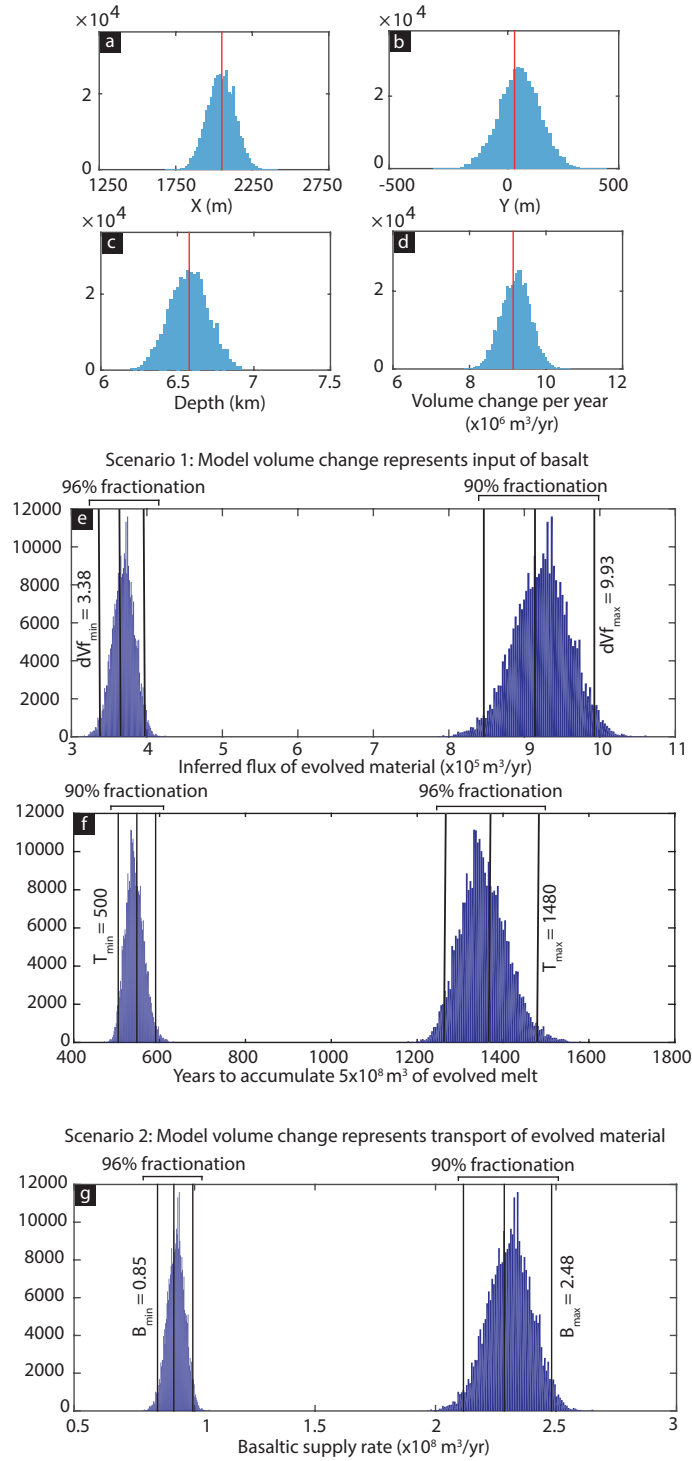 ×10⁴
a
2
0
1250 1750 2250 2750
X (m)
×10⁴
b
2
0
-500 0 500
Y (m)
×10⁴
c
2
0
6 6.5 7 7.5
Depth (km)
×10⁴
d
2
0
6 8 10 12
Volume change per year
(x10⁶ m³/yr)
Scenario 1: Model volume change represents input of basalt
96% fractionation 90% fractionation
e
12000
10000
8000
6000
4000
2000
0
dVf_min = 3.38
dVf_max = 9.93
3 4 5 6 7 8 9 10 11
Inferred flux of evolved material (x10⁵ m³/yr)
90% fractionation 96% fractionation
f
12000
10000
8000
6000
4000
2000
0
T_min = 500
T_max = 1480
400 600 800 1000 1200 1400 1600 1800
Years to accumulate 5x10⁸ m³ of evolved melt
Scenario 2: Model volume change represents transport of evolved material
96% fractionation 90% fractionation
g
12000
10000
8000
6000
4000
2000
0
B_min = 0.85
B_max = 2.48
0.5 1 1.5 2 2.5 3
Basaltic supply rate (x10⁸ m³/yr)